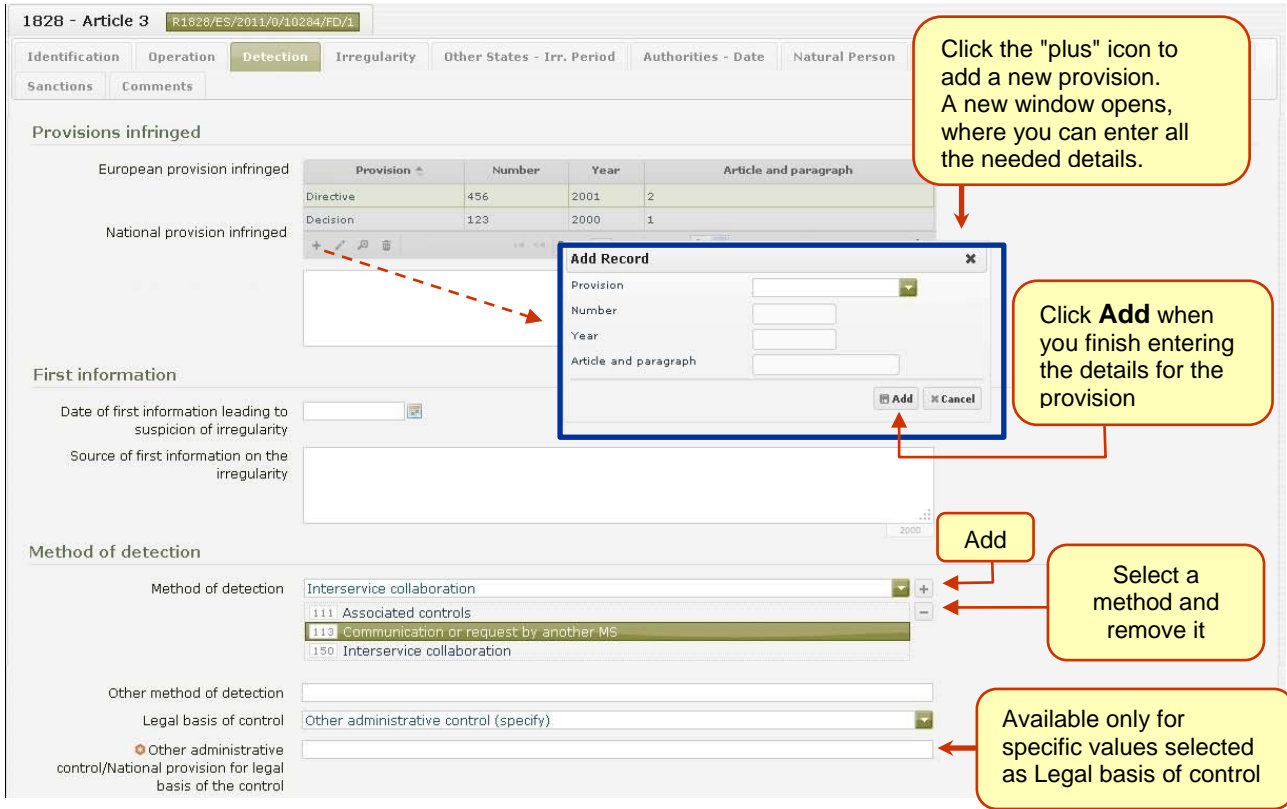 1828 - Article 3 R1828/ES/2011/0/10284/FD/1
Identification Operation Detection Irregularity Other States - Irr. Period Authorities - Date Natural Person
Sanctions Comments
Click the "plus" icon to
add a new provision.
A new window opens,
where you can enter all
the needed details.
Provisions infringed
European provision infringed
Provision Number Year Article and paragraph
Directive 456 2001 2
Decision 123 2000 1
National provision infringed
Add Record
Provision
Number
Year
Article and paragraph
Add Cancel
Click Add when
you finish entering
the details for the
provision
First information
Date of first information leading to
suspicion of irregularity
Source of first information on the
irregularity
2000
Method of detection
Add
Method of detection Interservice collaboration
111 Associated controls
113 Communication or request by another MS
150 Interservice collaboration
Select a
method and
remove it
Other method of detection
Legal basis of control Other administrative control (specify)
Other administrative
control/National provision for legal
basis of the control
Available only for
specific values selected
as Legal basis of control